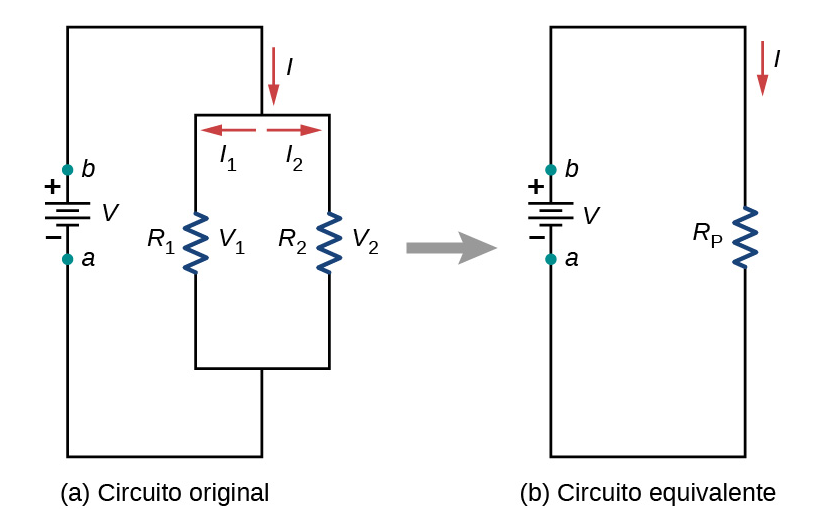 I
I1 I2
b
+
V
−
a
R1 V1 R2 V2
(a) Circuito original
I
b
+
V
−
a
RP
(b) Circuito equivalente